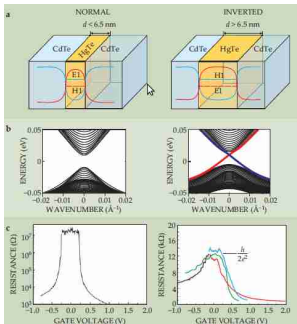 NORMAL
INVERTED
a
d < 6.5 nm
d > 6.5 nm
CdTe
HgTe
CdTe
CdTe
HgTe
CdTe
E1
H1
H1
E1
b
ENERGY (eV)
0.05
0
−0.05
−0.02 −0.01 0 0.01 0.02
WAVENUMBER (Å⁻¹)
ENERGY (eV)
0.05
0
−0.05
−0.02 −0.01 0 0.01 0.02
WAVENUMBER (Å⁻¹)
c
RESISTANCE (Ω)
10⁷
10⁶
10⁵
10⁴
10³
−1.0 −0.5 0.0 0.5 1.0 1.5 2.0
GATE VOLTAGE (V)
RESISTANCE (kΩ)
20
16
12
8
4
0
h
2e²
−1.0 −0.5 0.0 0.5 1.0 1.5 2.0
GATE VOLTAGE (V)